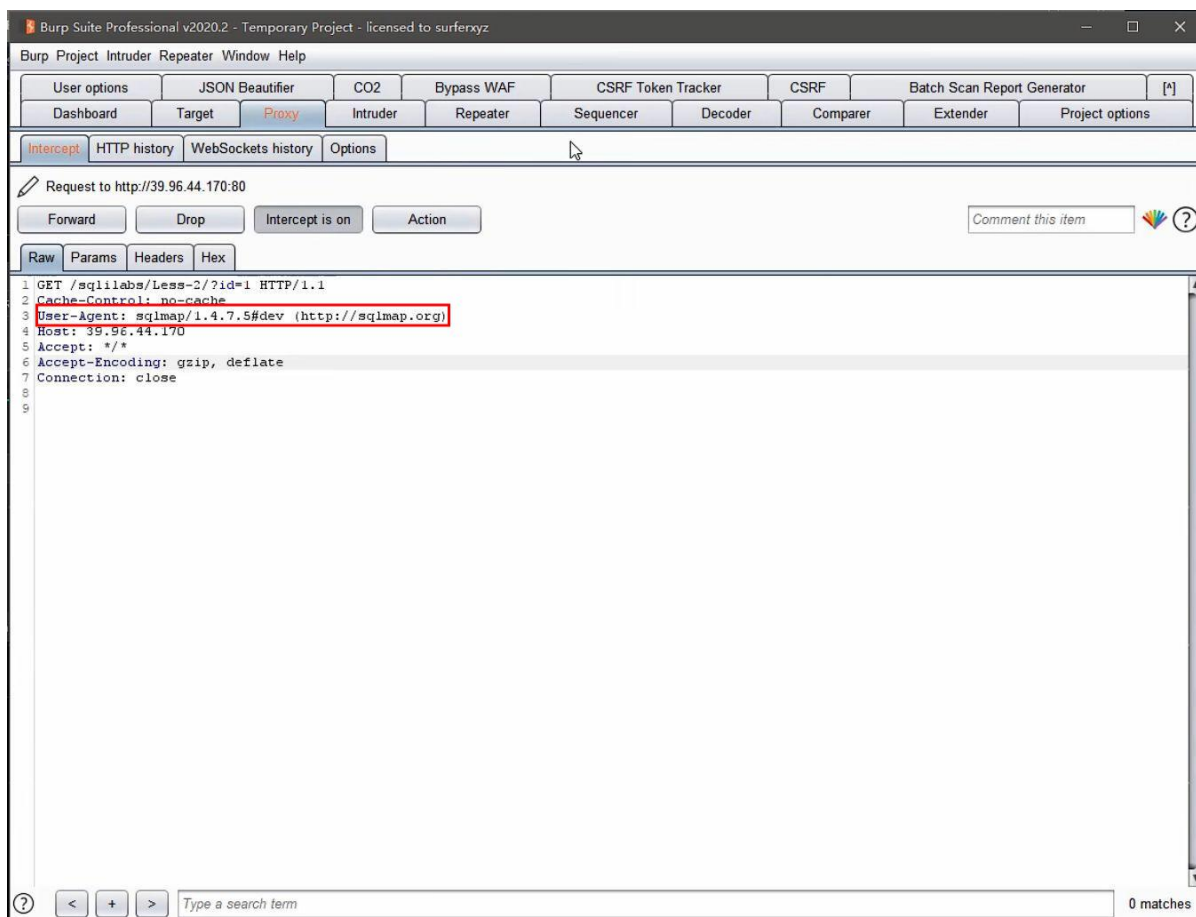 Burp Suite Professional v2020.2 - Temporary Project - licensed to surferxyz
Burp Project Intruder Repeater Window Help
User options JSON Beautifier CO2 Bypass WAF CSRF Token Tracker CSRF Batch Scan Report Generator [^]
Dashboard Target Proxy Intruder Repeater Sequencer Decoder Comparer Extender Project options
Intercept HTTP history WebSockets history Options
Request to http://39.96.44.170:80
Forward Drop Intercept is on Action Comment this item ?
Raw Params Headers Hex
1 GET /sqlilabs/Less-2/?id=1 HTTP/1.1
2 Cache-Control: no-cache
3 User-Agent: sqlmap/1.4.7.5#dev (http://sqlmap.org)
4 Host: 39.96.44.170
5 Accept: */*
6 Accept-Encoding: gzip, deflate
7 Connection: close
8
9
? < + > Type a search term 0 matches